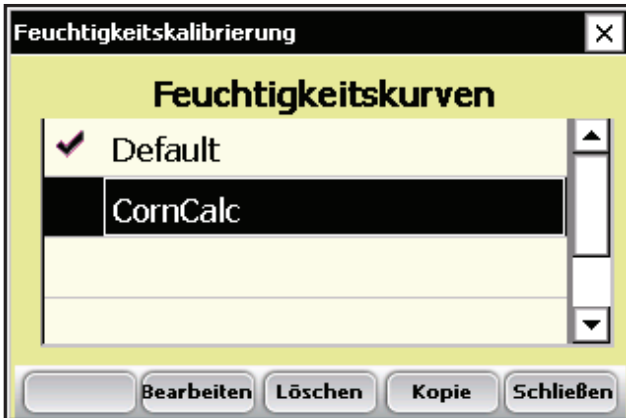 Feuchtigkeitskalibrierung
Feuchtigkeitskurven
Default
CornCalc
Bearbeiten Löschen Kopie Schließen